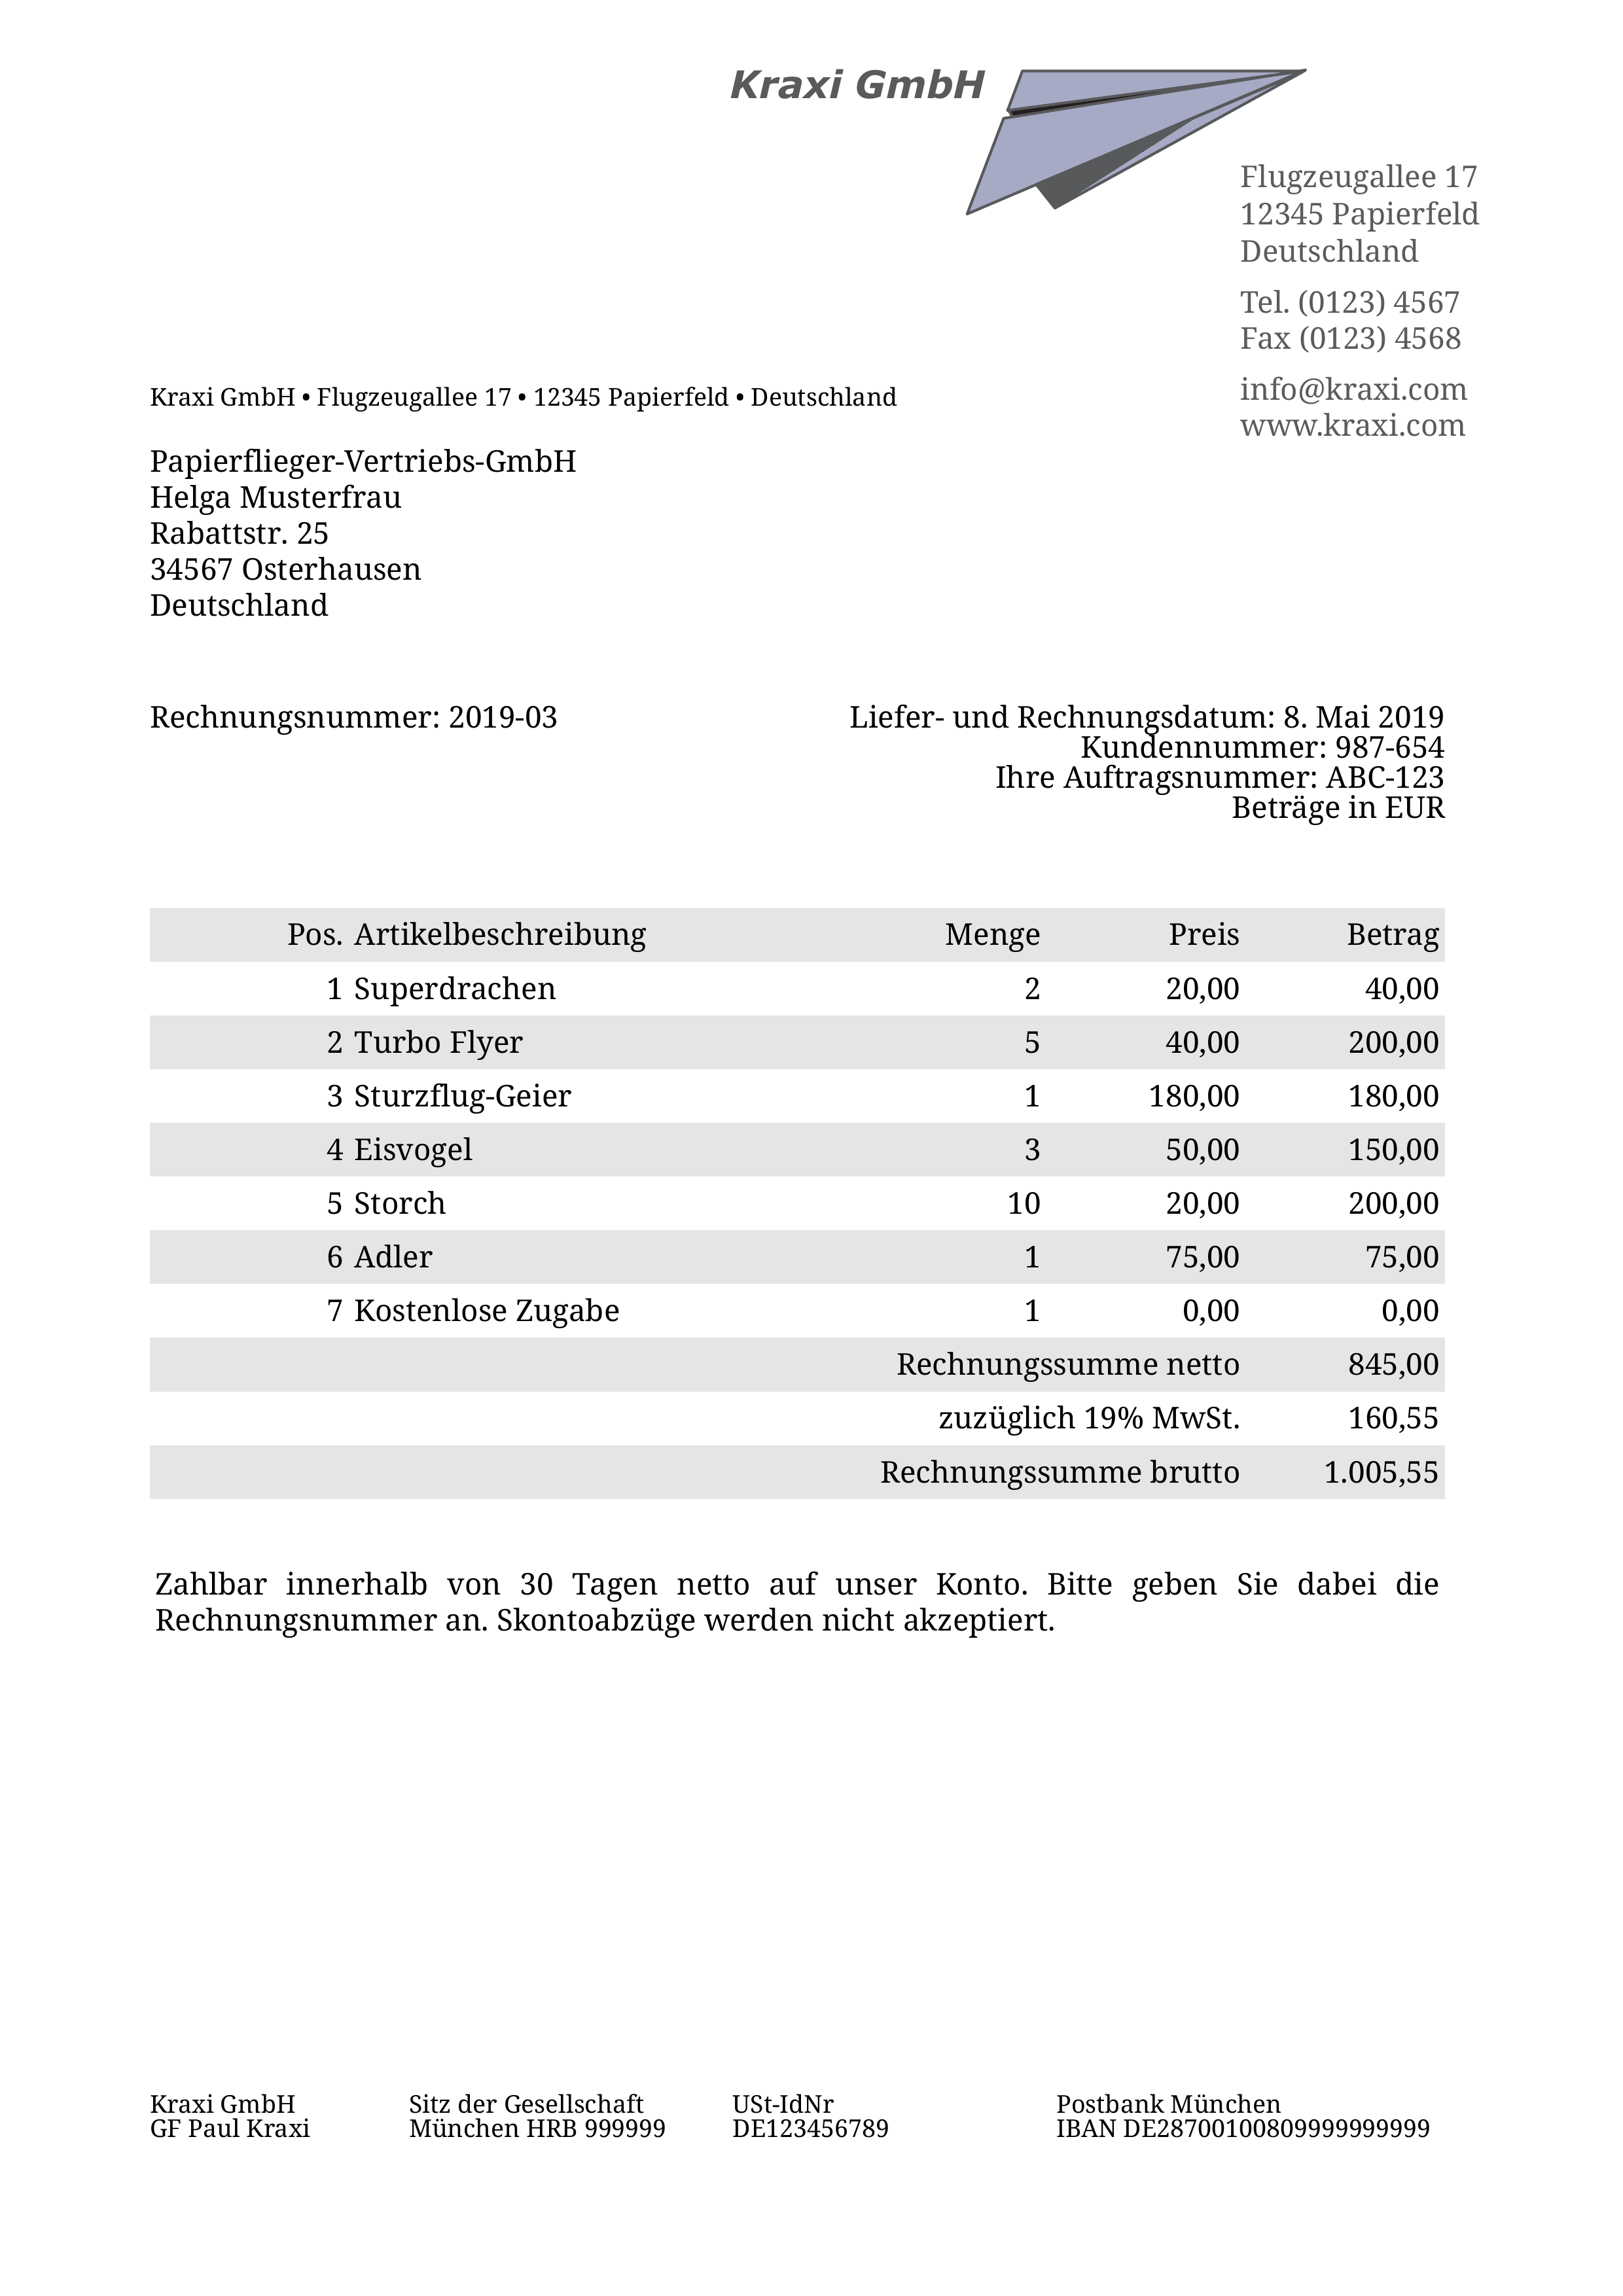 Kraxi GmbH
Flugzeugallee 17
12345 Papierfeld
Deutschland
Tel. (0123) 4567
Fax (0123) 4568
info@kraxi.com
www.kraxi.com
Kraxi GmbH • Flugzeugallee 17 • 12345 Papierfeld • Deutschland
Papierflieger-Vertriebs-GmbH
Helga Musterfrau
Rabattstr. 25
34567 Osterhausen
Deutschland
Rechnungsnummer: 2019-03
Liefer- und Rechnungsdatum: 8. Mai 2019
Kundennummer: 987-654
Ihre Auftragsnummer: ABC-123
Beträge in EUR
Pos. Artikelbeschreibung Menge Preis Betrag
1 Superdrachen 2 20,00 40,00
2 Turbo Flyer 5 40,00 200,00
3 Sturzflug-Geier 1 180,00 180,00
4 Eisvogel 3 50,00 150,00
5 Storch 10 20,00 200,00
6 Adler 1 75,00 75,00
7 Kostenlose Zugabe 1 0,00 0,00
Rechnungssumme netto 845,00
zuzüglich 19% MwSt. 160,55
Rechnungssumme brutto 1.005,55
Zahlbar innerhalb von 30 Tagen netto auf unser Konto. Bitte geben Sie dabei die
Rechnungsnummer an. Skontoabzüge werden nicht akzeptiert.
Kraxi GmbH Sitz der Gesellschaft USt-IdNr Postbank München
GF Paul Kraxi München HRB 999999 DE123456789 IBAN DE28700100809999999999